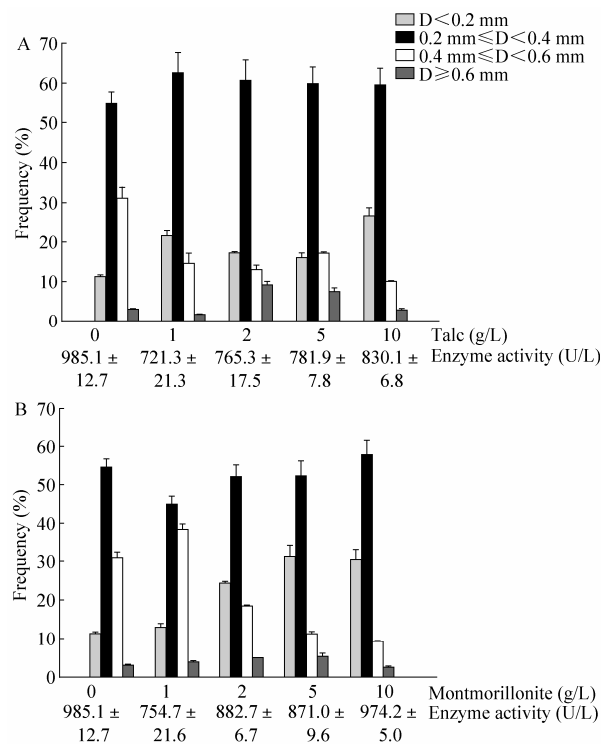 D<0.2 mm
0.2 mm≤D<0.4 mm
0.4 mm≤D<0.6 mm
D≥0.6 mm
A
70
60
50
40
30
20
10
0
Frequency (%)
0 1 2 5 10 Talc (g/L)
985.1 ± 721.3 ± 765.3 ± 781.9 ± 830.1 ± Enzyme activity (U/L)
12.7 21.3 17.5 7.8 6.8
B
70
60
50
40
30
20
10
0
Frequency (%)
0 1 2 5 10 Montmorillonite (g/L)
985.1 ± 754.7 ± 882.7 ± 871.0 ± 974.2 ± Enzyme activity (U/L)
12.7 21.6 6.7 9.6 5.0